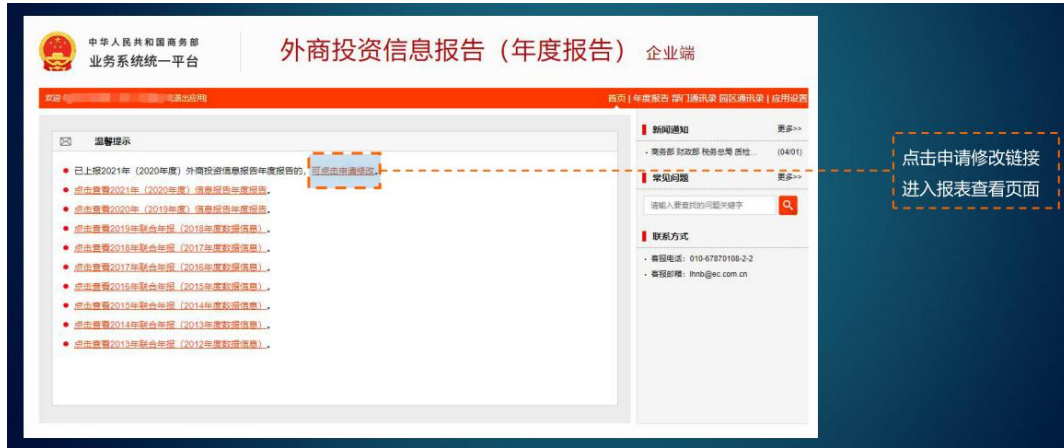 中华人民共和国商务部
业务系统统一平台
外商投资信息报告（年度报告） 企业端
欢迎
[退出应用]
首页 | 年度报告 部门通讯录 园区通讯录 | 应用设置
温馨提示
已上报2021年（2020年度）外商投资信息报告年度报告的，可点击申请修改。
点击查看2021年（2020年度）信息报告年度报告。
点击查看2020年（2019年度）信息报告年度报告。
点击查看2019年联合年报（2018年度数据信息）。
点击查看2018年联合年报（2017年度数据信息）。
点击查看2017年联合年报（2016年度数据信息）。
点击查看2016年联合年报（2015年度数据信息）。
点击查看2015年联合年报（2014年度数据信息）。
点击查看2014年联合年报（2013年度数据信息）。
点击查看2013年联合年报（2012年度数据信息）。
新闻通知 更多>>
· 商务部 财政部 税务总局 质检... (04/01)
常见问题 更多>>
请输入要查找的问题关键字
联系方式
· 客服电话：010-67870108-2-2
· 客服邮箱：lhnb@ec.com.cn
点击申请修改链接
进入报表查看页面